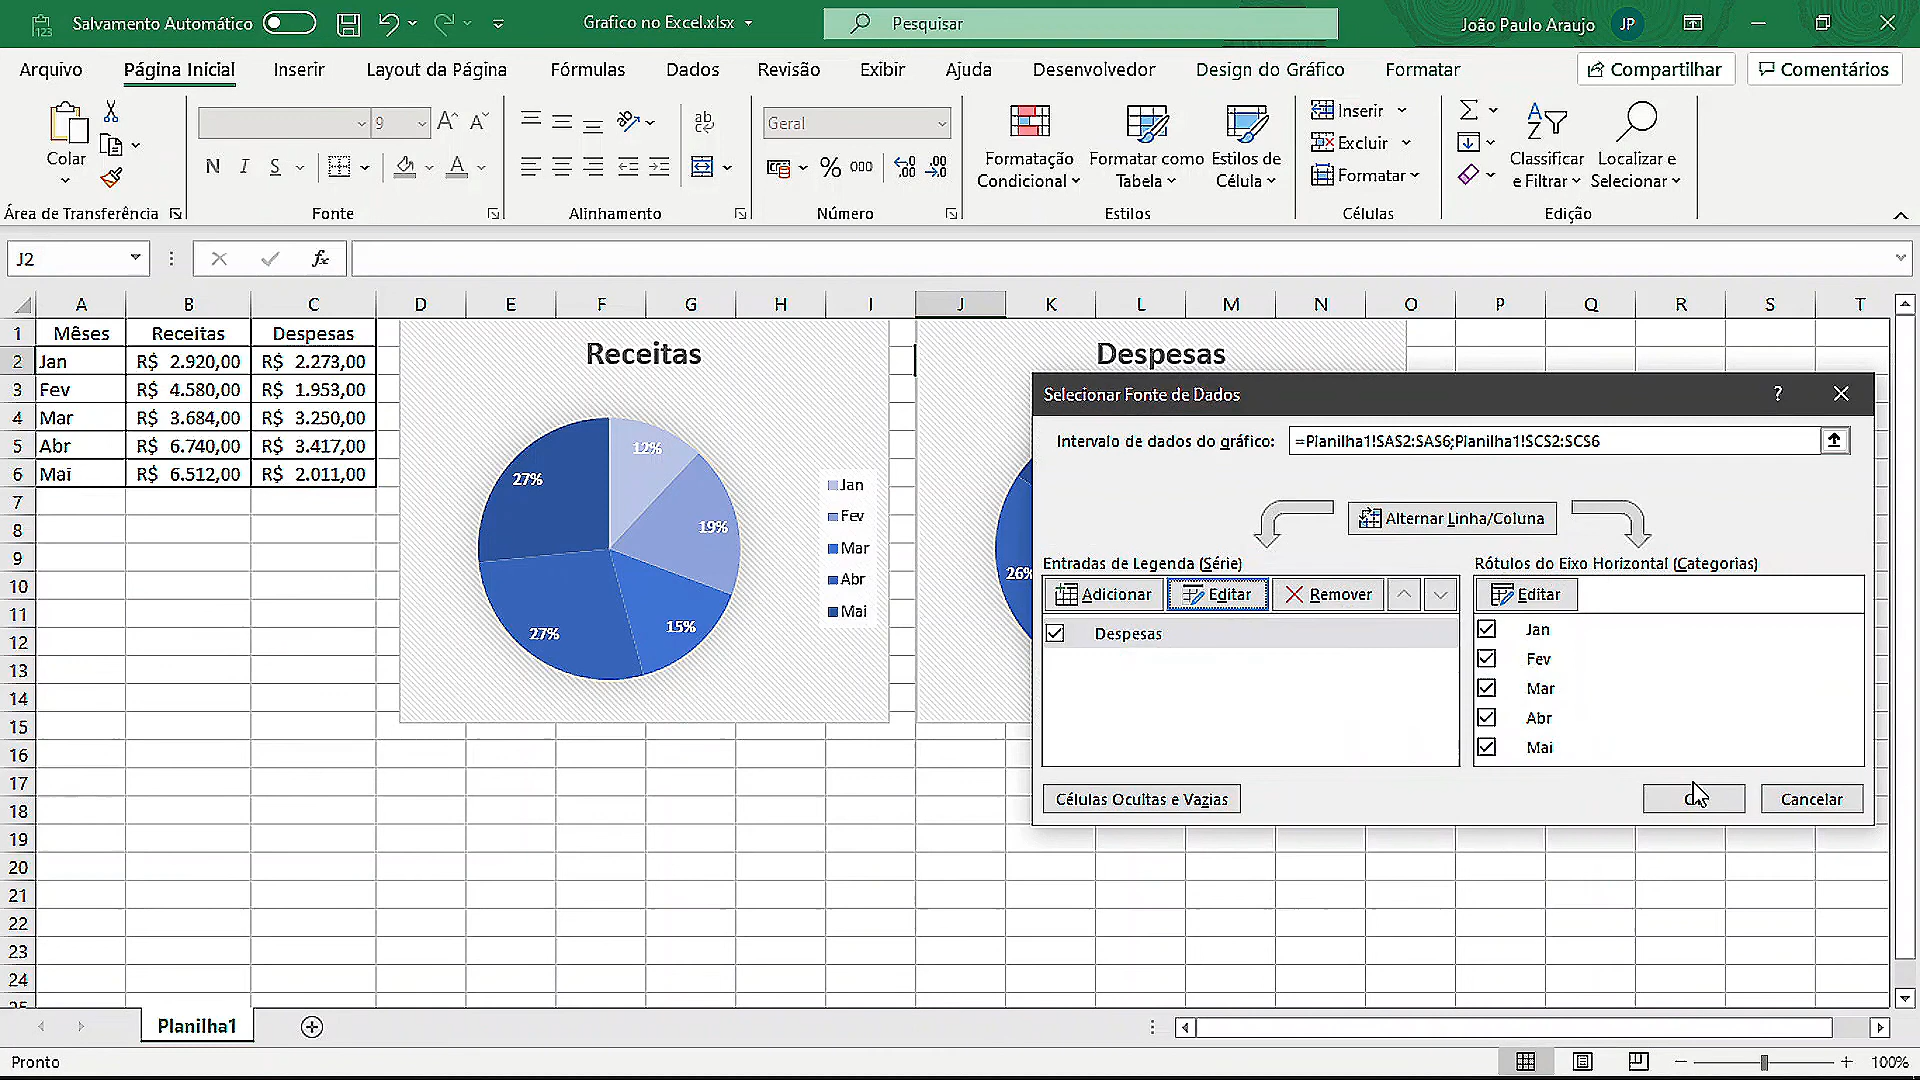 Salvamento Automático
Grafico no Excel.xlsx
Pesquisar
João Paulo Araujo
JP
Arquivo
Página Inicial
Inserir
Layout da Página
Fórmulas
Dados
Revisão
Exibir
Ajuda
Desenvolvedor
Design do Gráfico
Formatar
Compartilhar
Comentários
Colar
9
Geral
N I S
% 000
Formatação Condicional
Formatar como Tabela
Estilos de Célula
Inserir
Excluir
Formatar
Classificar e Filtrar
Localizar e Selecionar
Área de Transferência
Fonte
Alinhamento
Número
Estilos
Células
Edição
J2
fx
A B C D E F G H I J K L M N O P Q R S T
1 Mêses Receitas Despesas
2 Jan R$ 2.920,00 R$ 2.273,00
3 Fev R$ 4.580,00 R$ 1.953,00
4 Mar R$ 3.684,00 R$ 3.250,00
5 Abr R$ 6.740,00 R$ 3.417,00
6 Mai R$ 6.512,00 R$ 2.011,00
7
8
9
10
11
12
13
14
15
16
17
18
19
20
21
22
23
24
25
Receitas
12%
19%
15%
27%
27%
Jan
Fev
Mar
Abr
Mai
Despesas
26%
Selecionar Fonte de Dados
?
Intervalo de dados do gráfico:
=Planilha1!$A$2:$A$6;Planilha1!$C$2:$C$6
Alternar Linha/Coluna
Entradas de Legenda (Série)
Adicionar
Editar
Remover
Despesas
Rótulos do Eixo Horizontal (Categorias)
Editar
Jan
Fev
Mar
Abr
Mai
Células Ocultas e Vazias
Cancelar
Planilha1
Pronto
100%